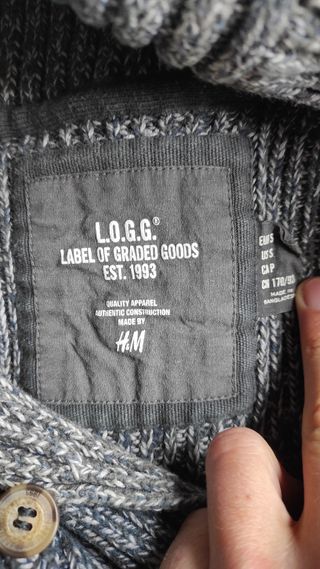 L.O.G.G.®
LABEL OF GRADED GOODS
EST. 1993
QUALITY APPAREL
AUTHENTIC CONSTRUCTION
MADE BY
H&M
EUR S
US S
CA P
CN 170/92
MADE IN
BANGLADESH